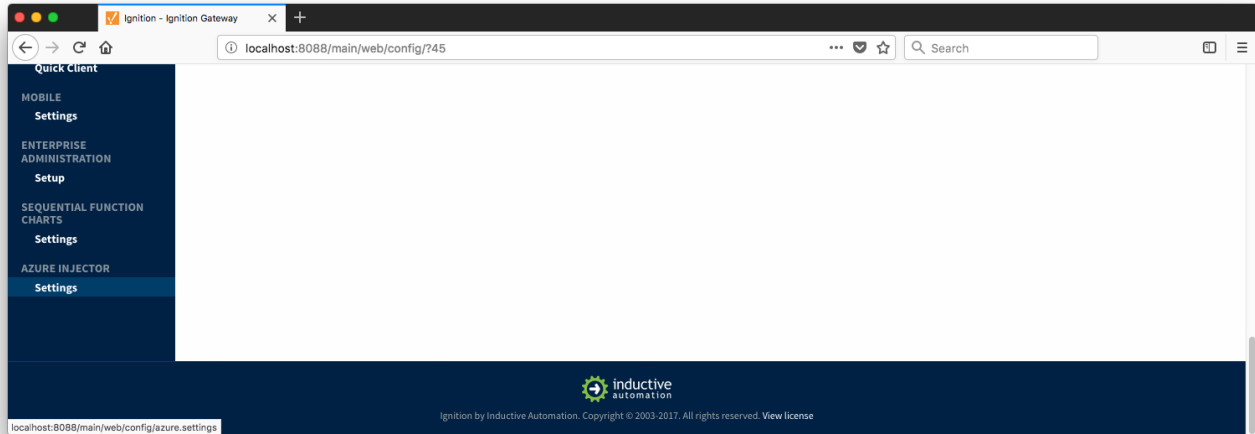 Ignition - Ignition Gateway
localhost:8088/main/web/config/?45
Search
Quick Client
MOBILE
Settings
ENTERPRISE
ADMINISTRATION
Setup
SEQUENTIAL FUNCTION
CHARTS
Settings
AZURE INJECTOR
Settings
inductive
automation
Ignition by Inductive Automation. Copyright © 2003-2017. All rights reserved. View license
localhost:8088/main/web/config/azure.settings